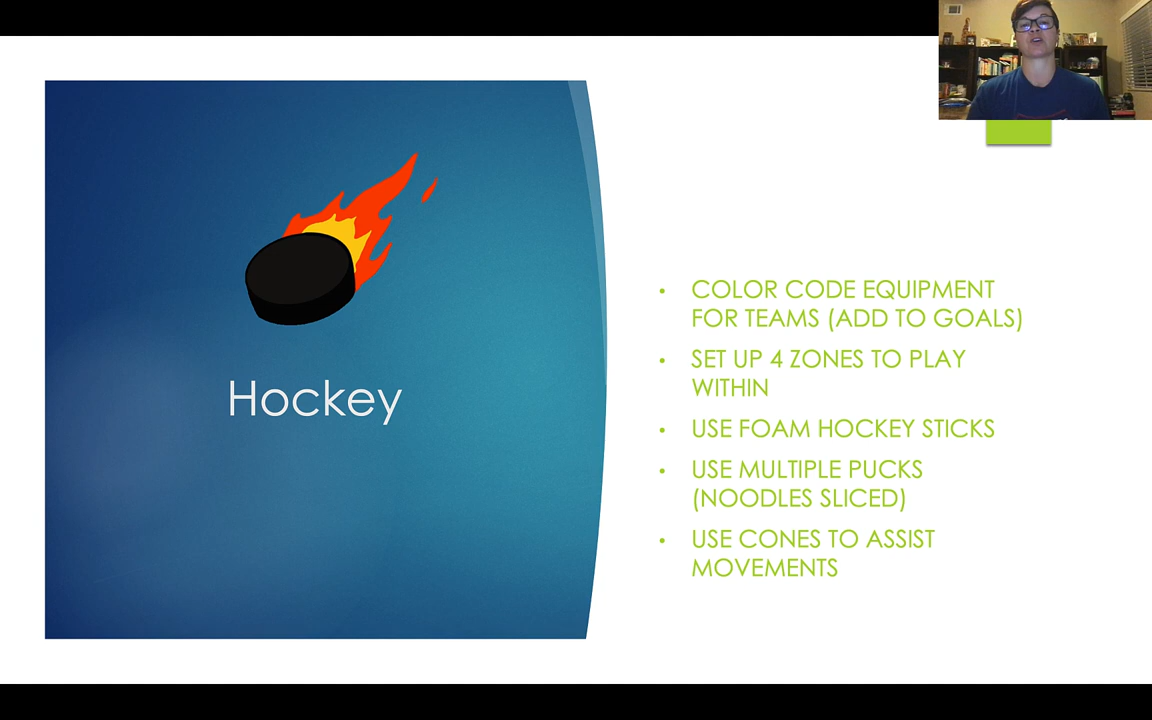 Hockey
• COLOR CODE EQUIPMENT
FOR TEAMS (ADD TO GOALS)
• SET UP 4 ZONES TO PLAY
WITHIN
• USE FOAM HOCKEY STICKS
• USE MULTIPLE PUCKS
(NOODLES SLICED)
• USE CONES TO ASSIST
MOVEMENTS